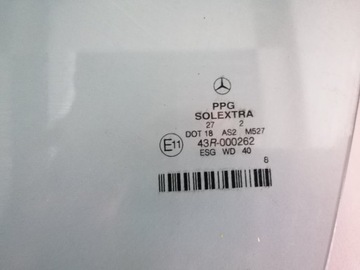 PPG
SOLEXTRA
27 2
DOT 18 AS2 M527
E11 43R-000262
ESG WD 40
8